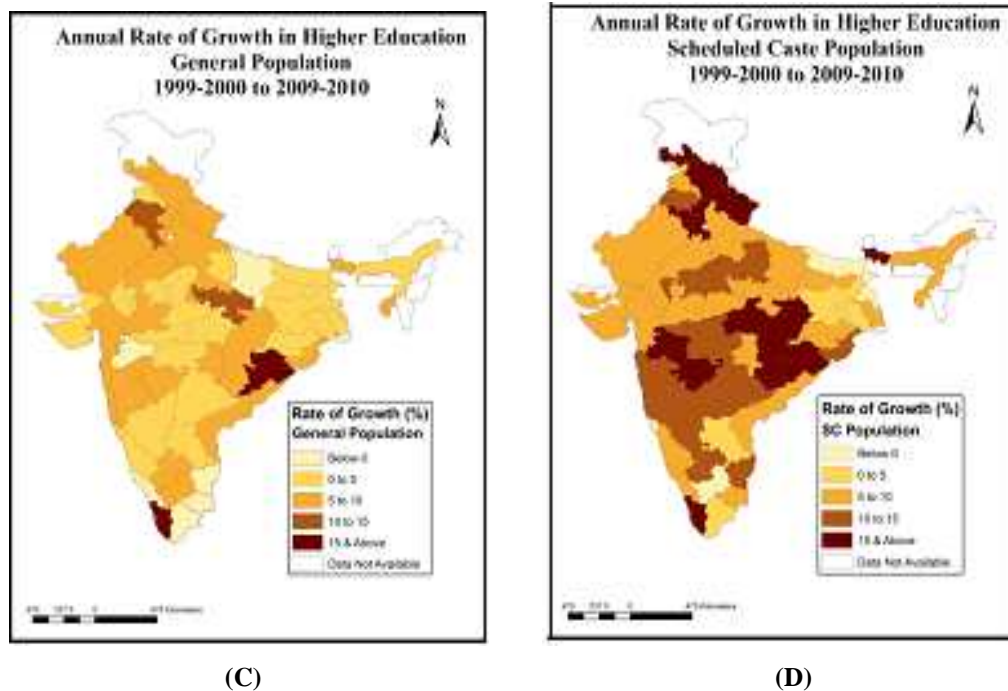 Annual Rate of Growth in Higher Education
General Population
1999-2000 to 2009-2010
N
Rate of Growth (%)
General Population
Below 0
0 to 5
5 to 10
10 to 15
15 & Above
Data Not Available
Kilometers
(C)
Annual Rate of Growth in Higher Education
Scheduled Caste Population
1999-2000 to 2009-2010
N
Rate of Growth (%)
SC Population
Below 0
0 to 5
5 to 10
10 to 15
15 & Above
Data Not Available
Kilometers
(D)